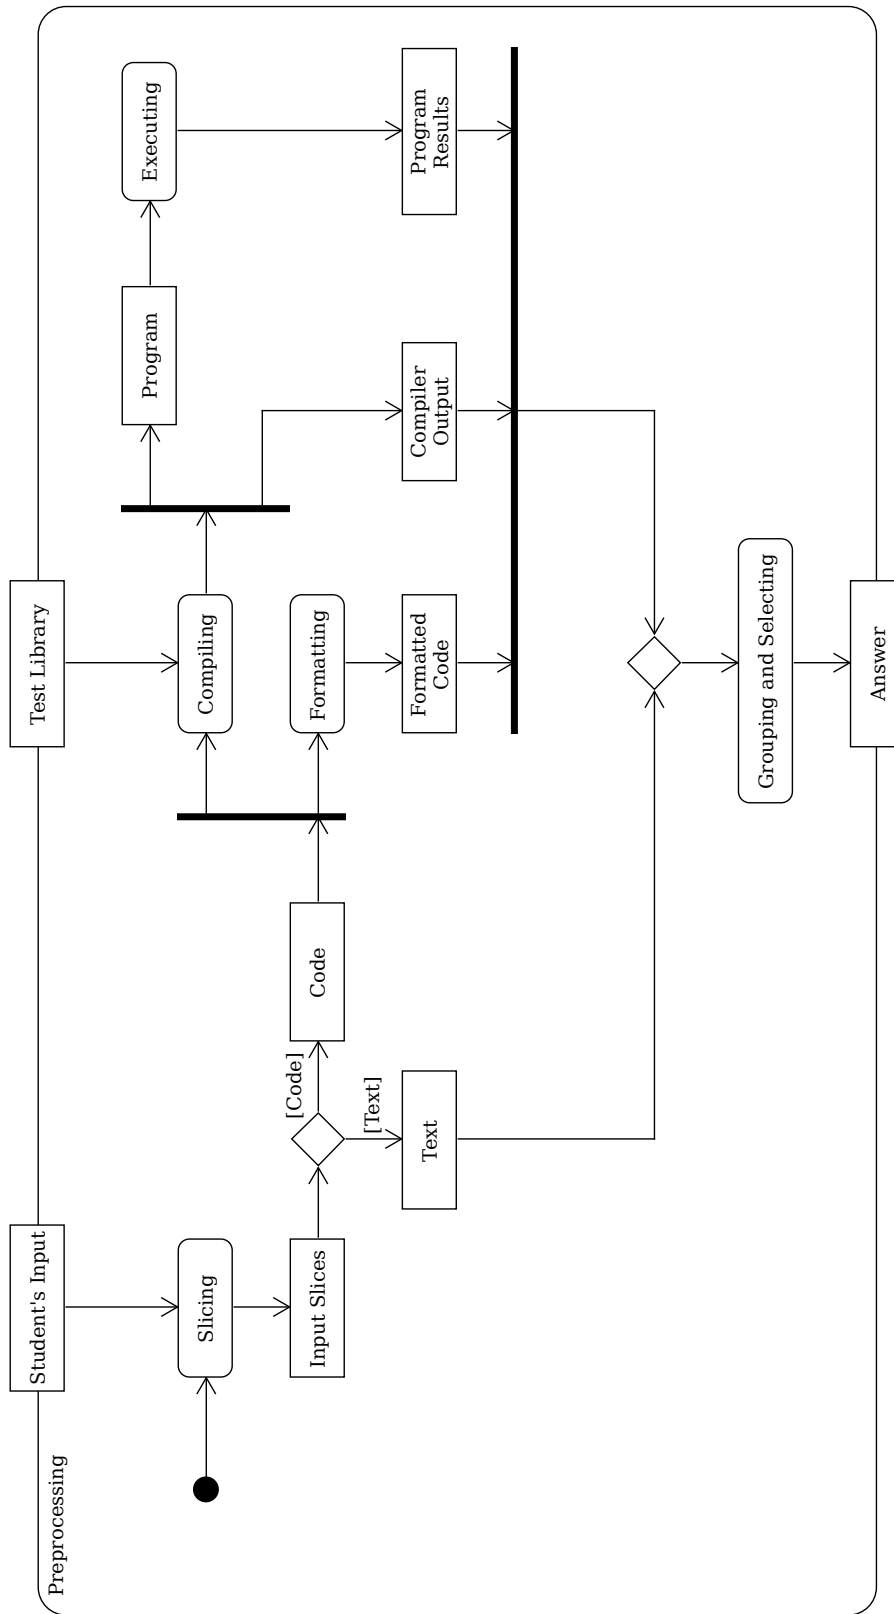 Preprocessing
Student's Input
Test Library
Slicing
Input Slices
[Code]
[Text]
Code
Text
Compiling
Formatting
Formatted
Code
Program
Compiler
Output
Executing
Program
Results
Grouping and Selecting
Answer